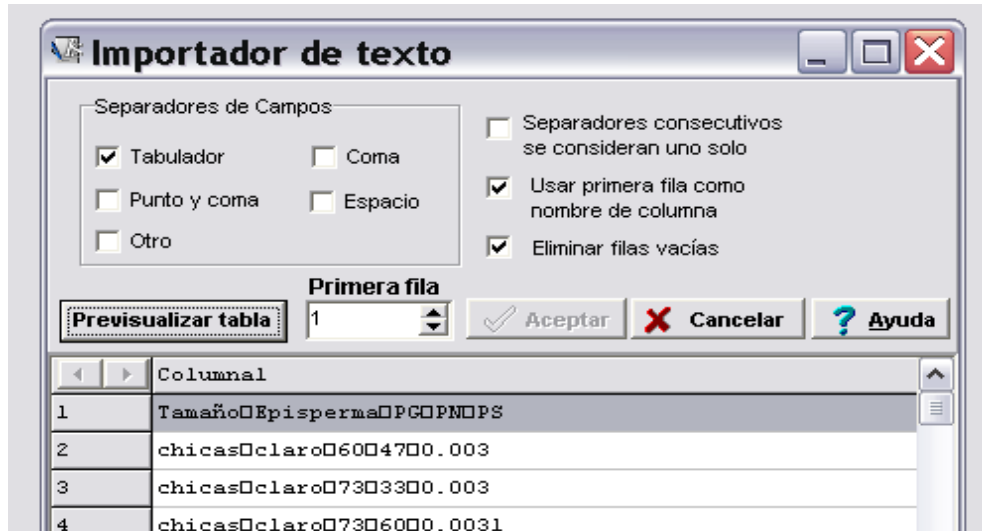 Importador de texto
Separadores de Campos
Tabulador
Coma
Punto y coma
Espacio
Otro
Separadores consecutivos
se consideran uno solo
Usar primera fila como
nombre de columna
Eliminar filas vacías
Primera fila
Previsualizar tabla
1
Aceptar
Cancelar
Ayuda
Columna1
1 Tamaño□Episperma□PG□PN□PS
2 chicas□claro□60□47□0.003
3 chicas□claro□73□33□0.003
4 chicas□claro□73□60□0.0031